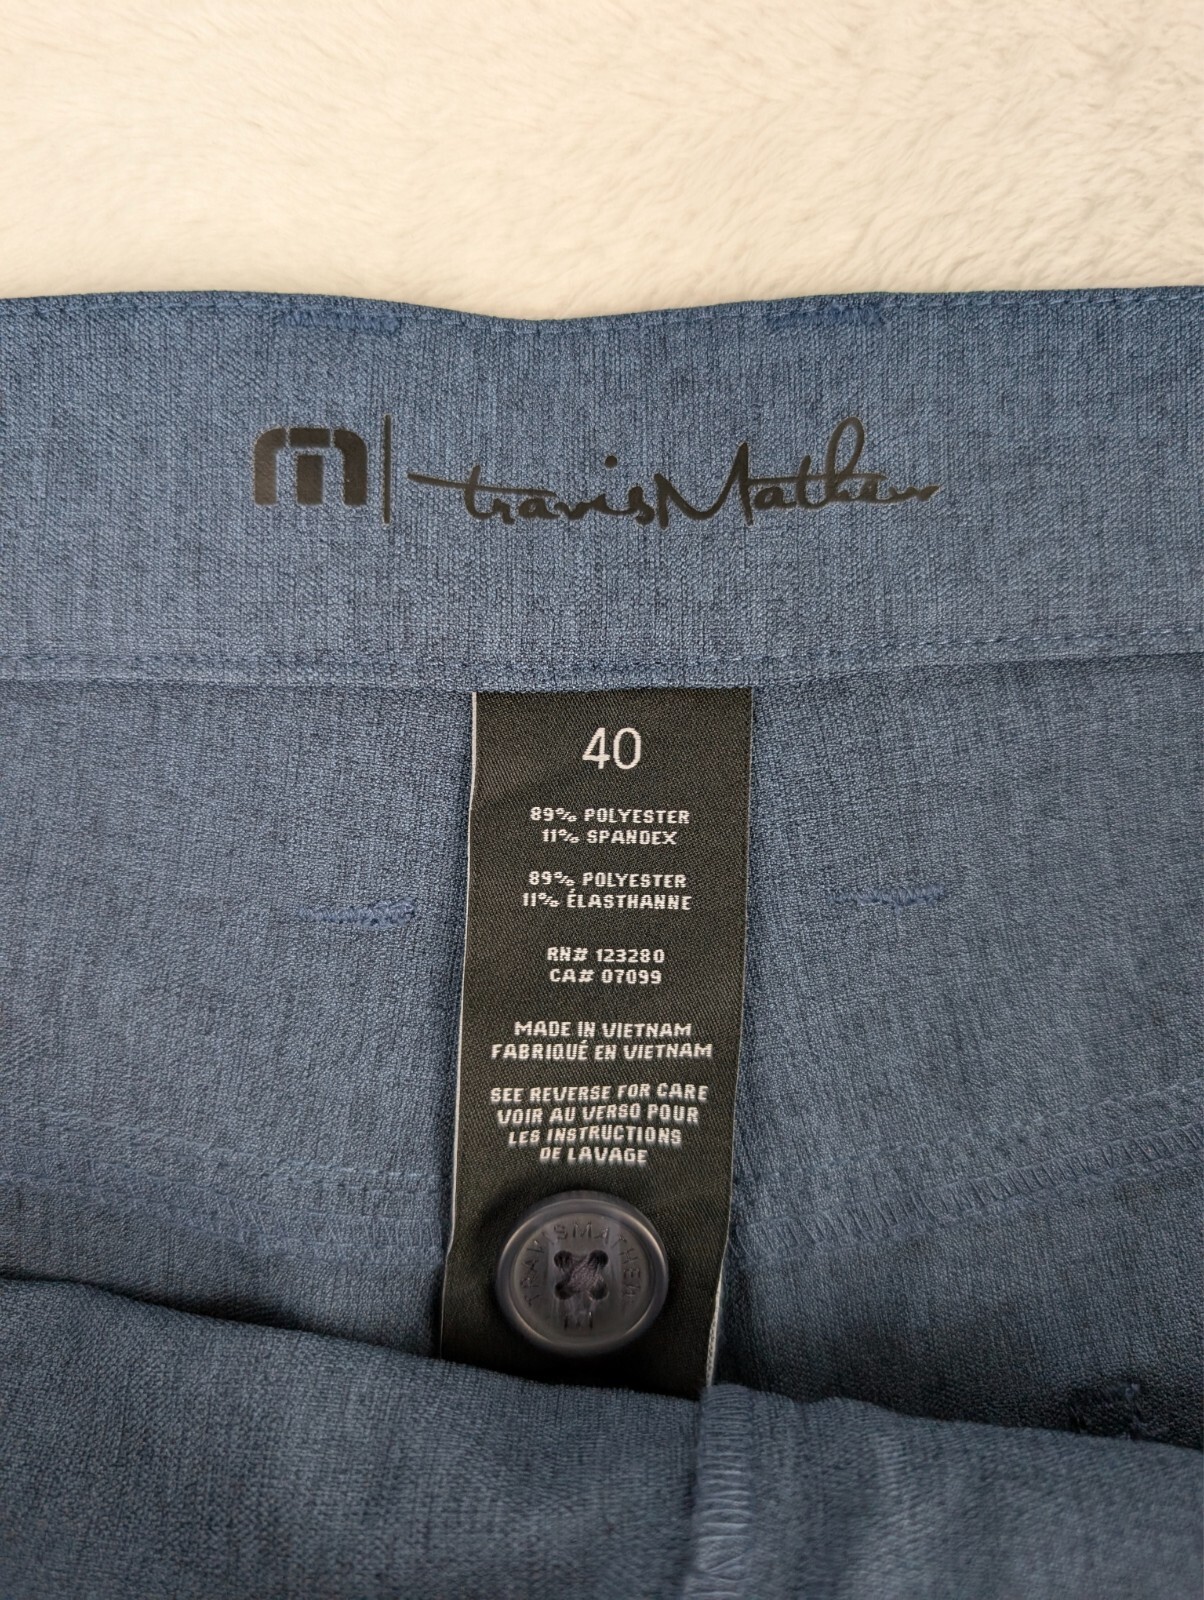 travisMathew
40
89% POLYESTER
11% SPANDEX
89% POLYESTER
11% ÉLASTHANNE
RN# 123280
CA# 07099
MADE IN VIETNAM
FABRIQUÉ EN VIETNAM
SEE REVERSE FOR CARE
VOIR AU VERSO POUR
LES INSTRUCTIONS
DE LAVAGE
TRAVISMATHEW